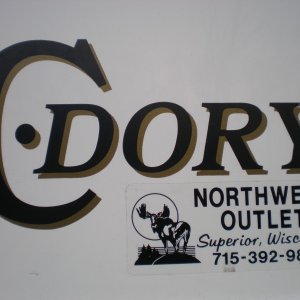 C·DORY
NORTHWE
OUTLET
Superior, Wisc
715-392-98